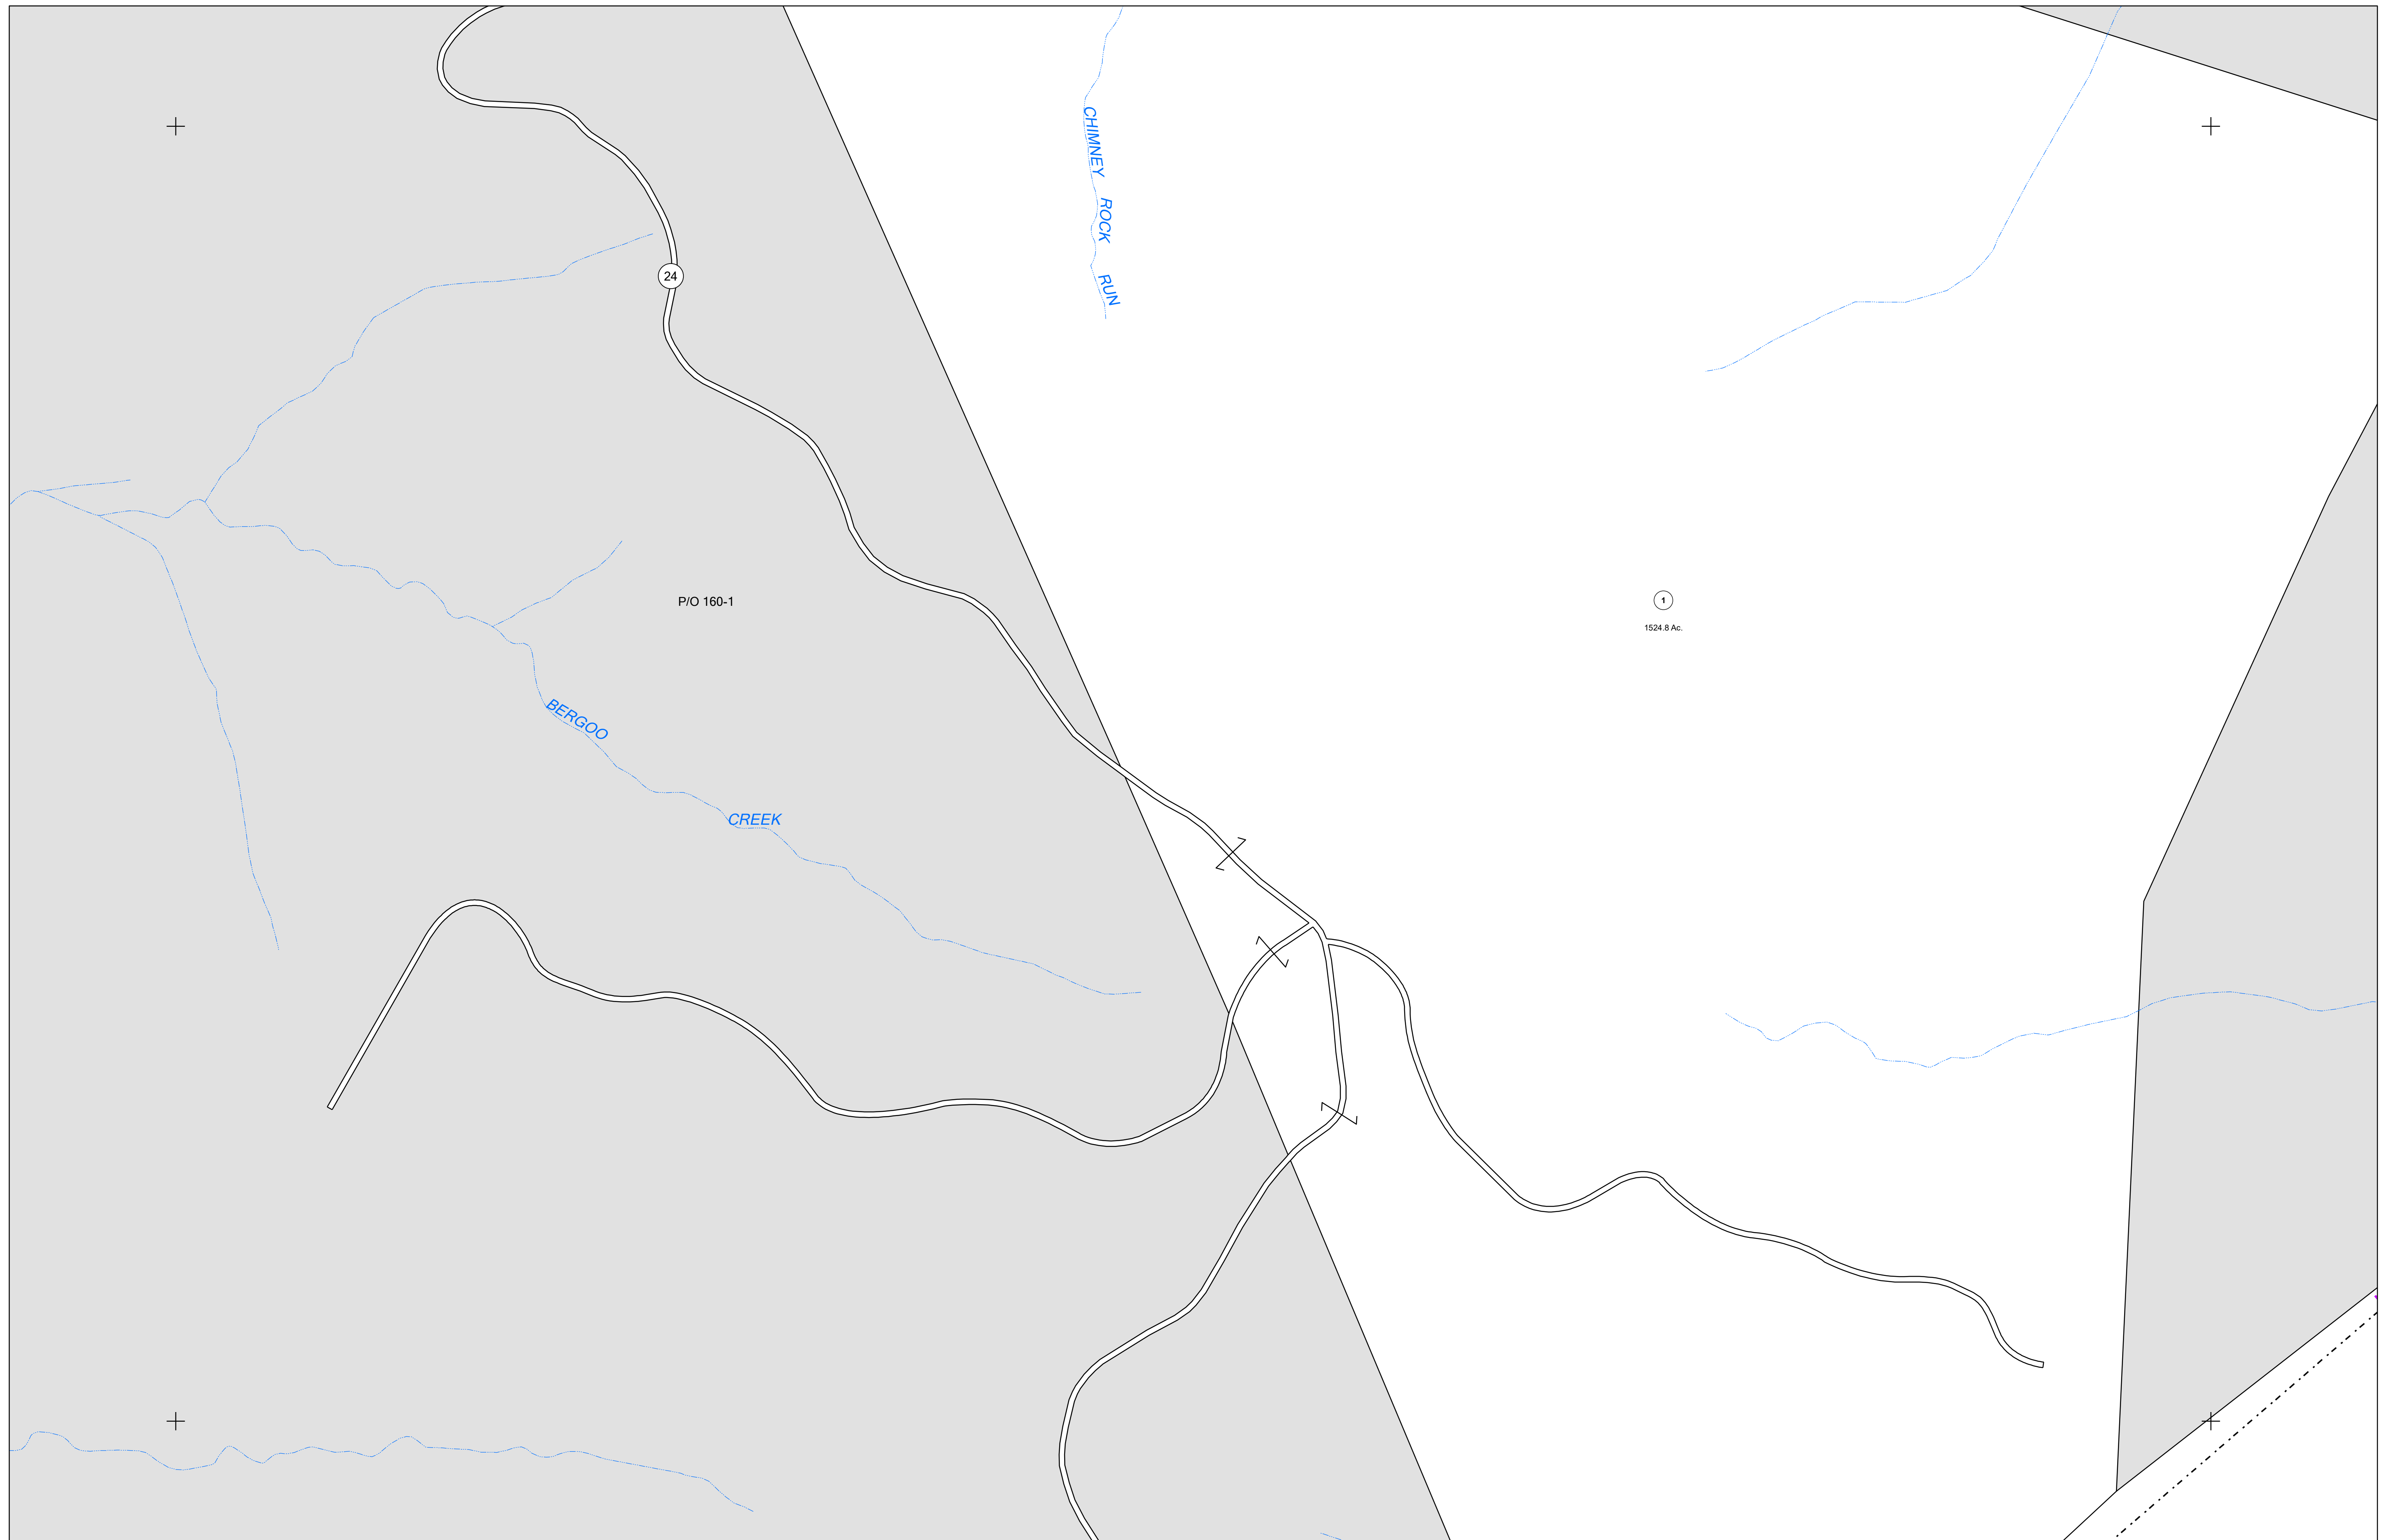 CHIMNEY ROCK RUN
24
P/O 160-1
1
1524.8 Ac.
BERGOO
CREEK